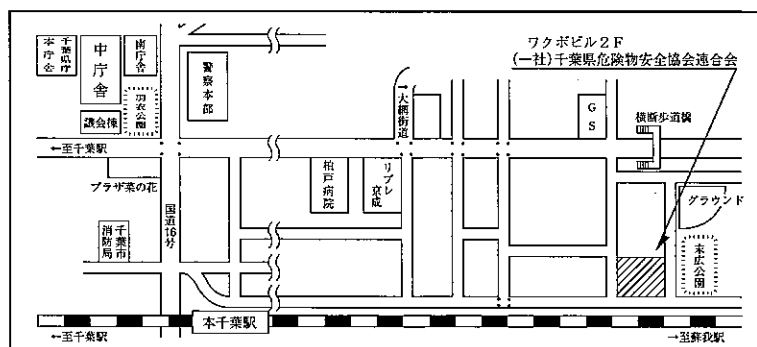 ワクボビル２Ｆ
(一社)千葉県危険物安全協会連合会
千葉県庁
本庁舎
中庁舎
南庁舎
羽衣公園
議会棟
警察本部
→大網街道
GS
横断歩道橋
←至千葉駅
プラザ菜の花
国道16号
千葉市
消防局
柏戸病院
リブレ京成
グラウンド
末広公園
本千葉駅
←至千葉駅
→至蘇我駅